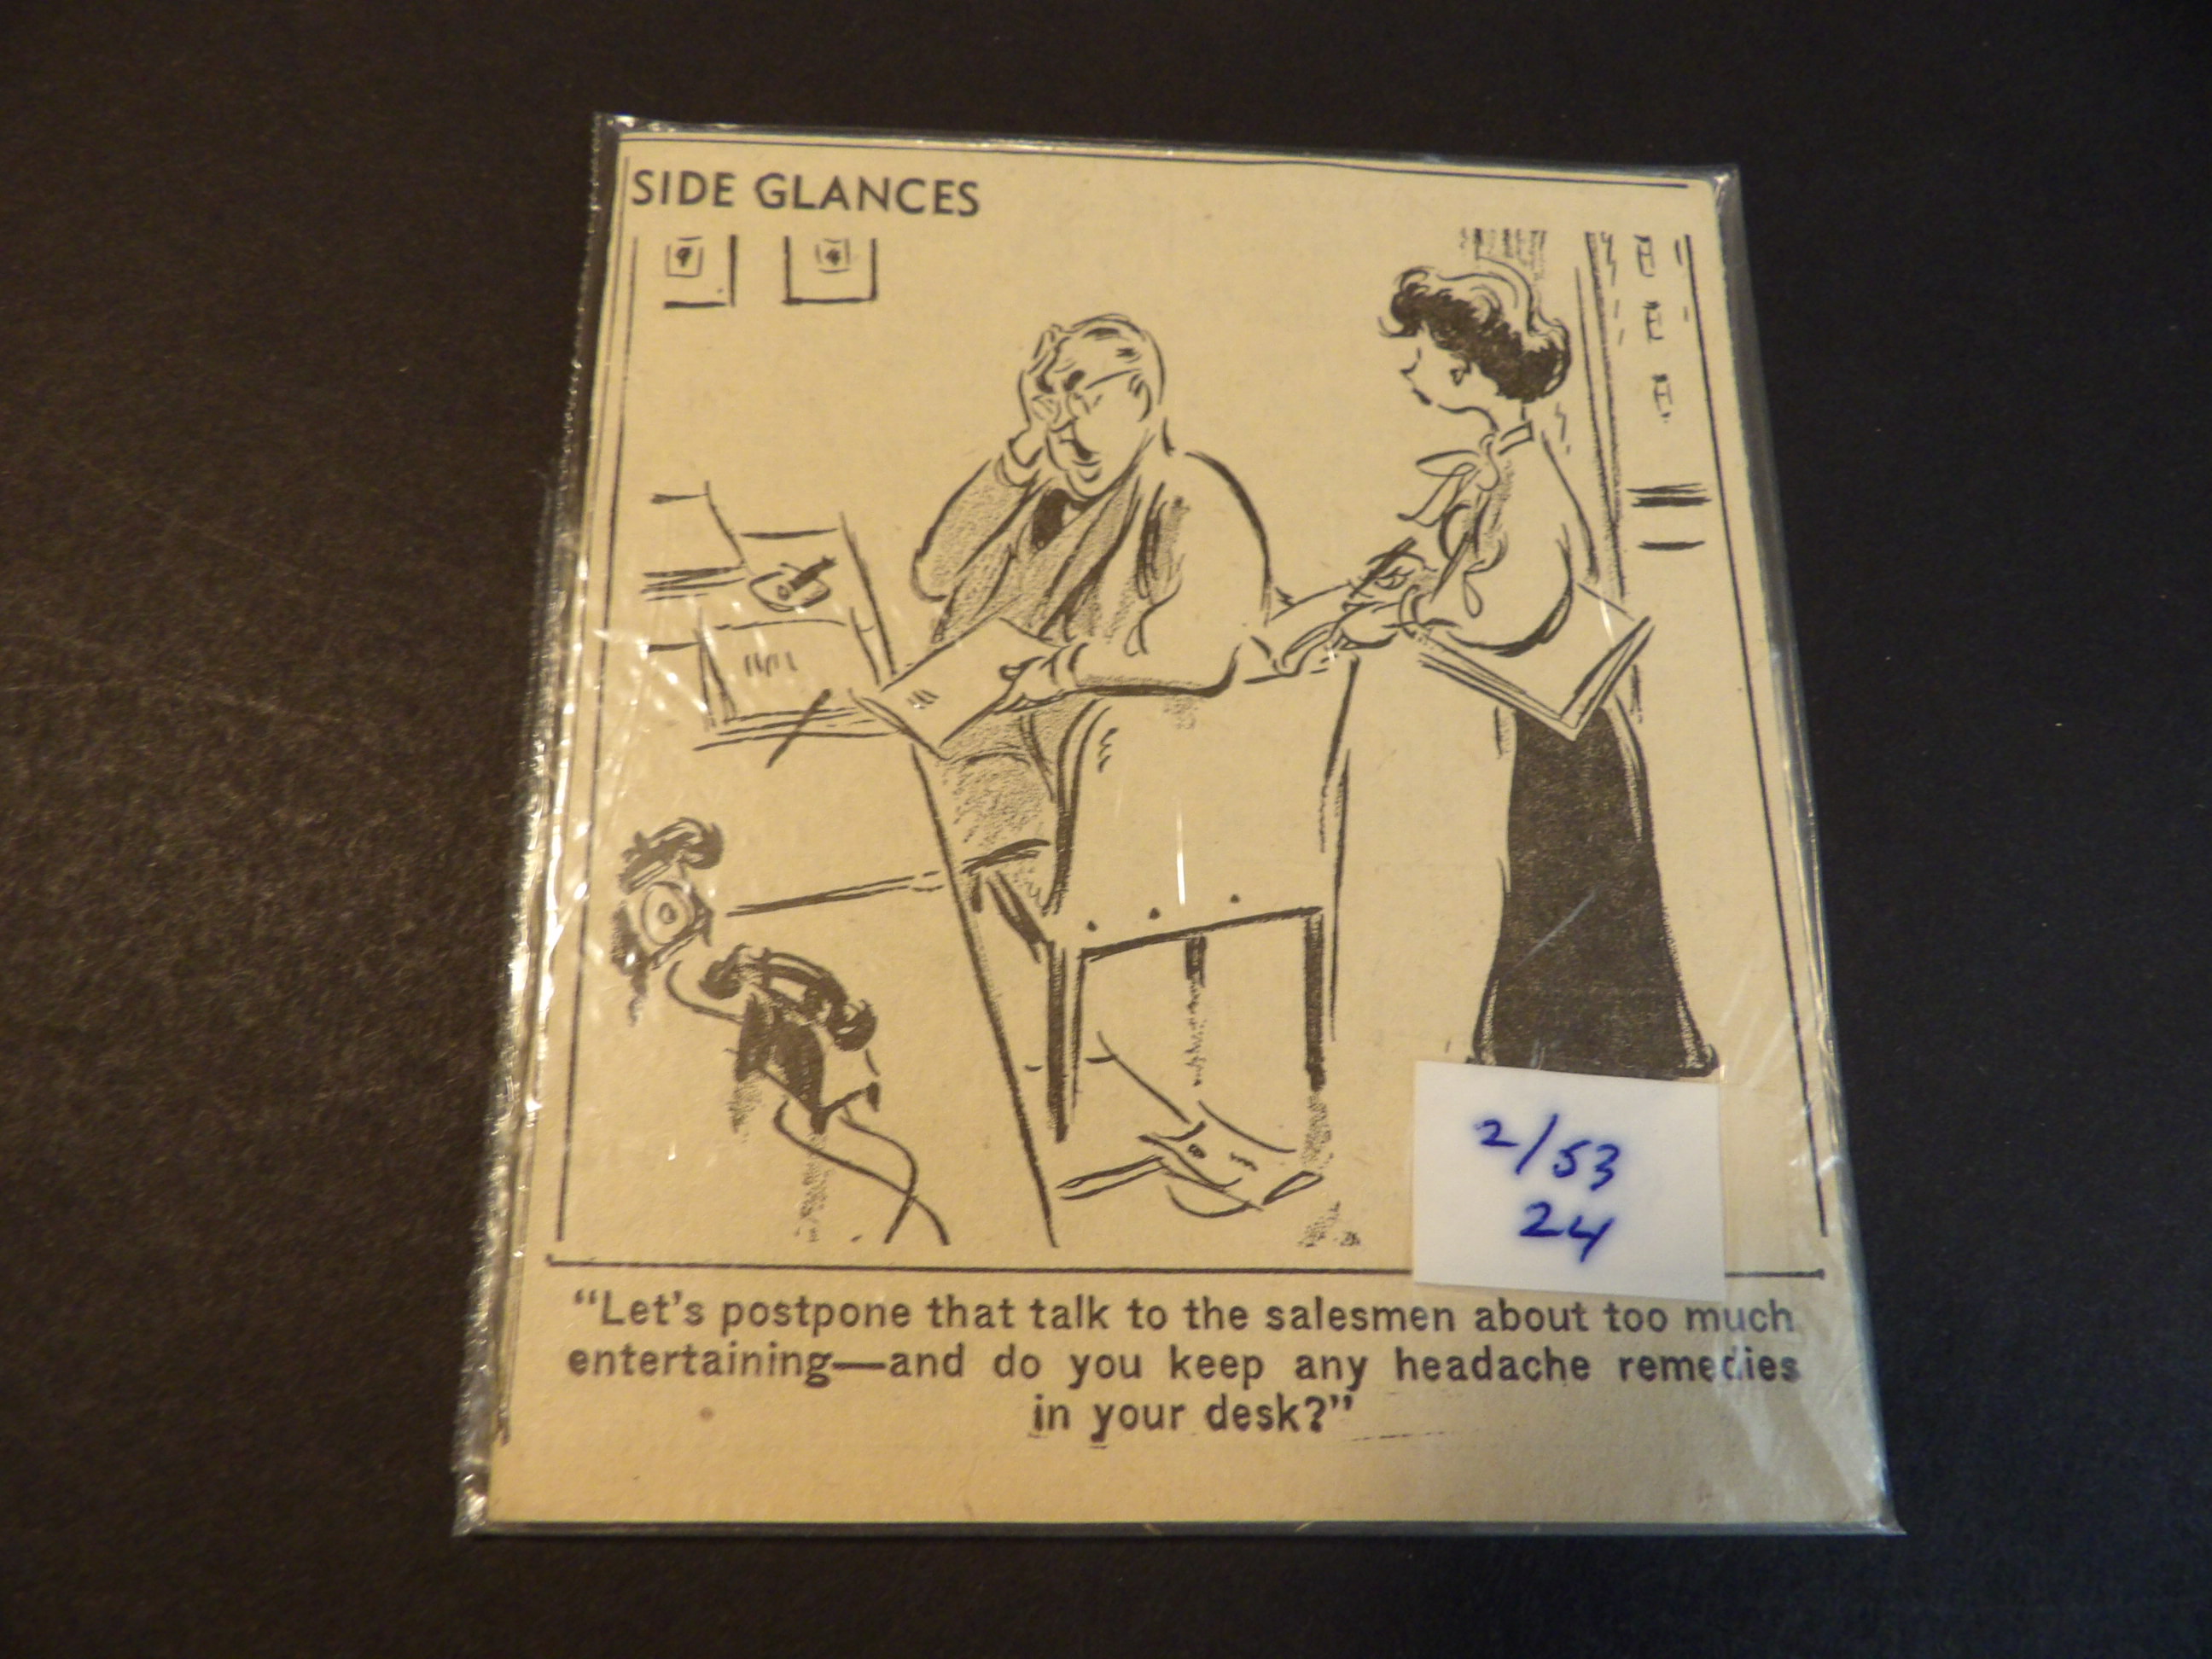 SIDE GLANCES
2/53
24
“Let's postpone that talk to the salesmen about too much
entertaining—and do you keep any headache remedies
in your desk?”